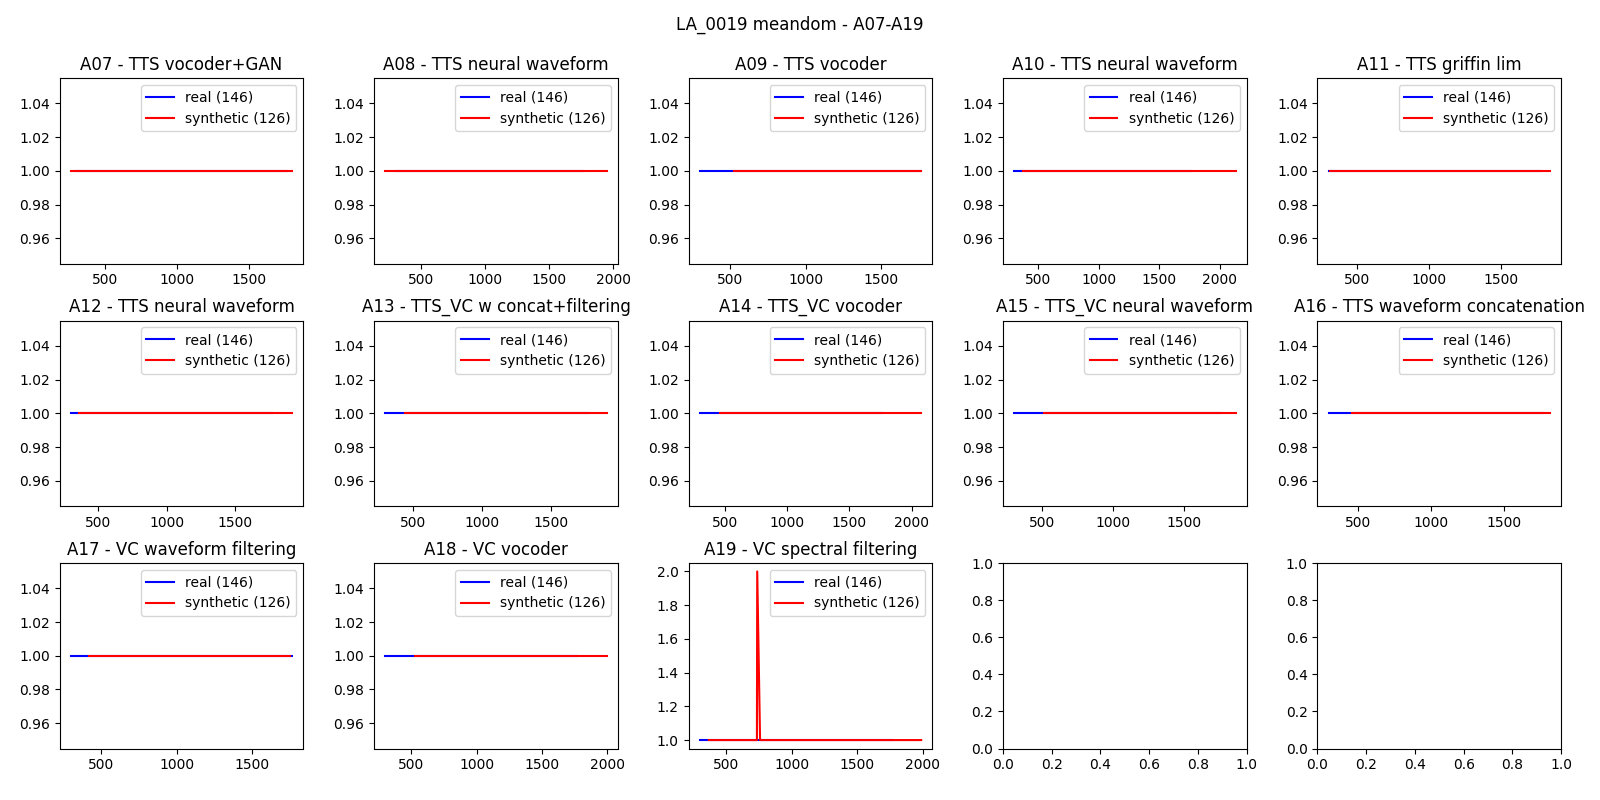 LA_0019 meandom - A07-A19
A07 - TTS vocoder+GAN
real (146)
synthetic (126)
1.04
1.02
1.00
0.98
0.96
500 1000 1500
A08 - TTS neural waveform
real (146)
synthetic (126)
1.04
1.02
1.00
0.98
0.96
500 1000 1500 2000
A09 - TTS vocoder
real (146)
synthetic (126)
1.04
1.02
1.00
0.98
0.96
500 1000 1500
A10 - TTS neural waveform
real (146)
synthetic (126)
1.04
1.02
1.00
0.98
0.96
500 1000 1500 2000
A11 - TTS griffin lim
real (146)
synthetic (126)
1.04
1.02
1.00
0.98
0.96
500 1000 1500
A12 - TTS neural waveform
real (146)
synthetic (126)
1.04
1.02
1.00
0.98
0.96
500 1000 1500
A13 - TTS_VC w concat+filtering
real (146)
synthetic (126)
1.04
1.02
1.00
0.98
0.96
500 1000 1500
A14 - TTS_VC vocoder
real (146)
synthetic (126)
1.04
1.02
1.00
0.98
0.96
500 1000 1500 2000
A15 - TTS_VC neural waveform
real (146)
synthetic (126)
1.04
1.02
1.00
0.98
0.96
500 1000 1500
A16 - TTS waveform concatenation
real (146)
synthetic (126)
1.04
1.02
1.00
0.98
0.96
500 1000 1500
A17 - VC waveform filtering
real (146)
synthetic (126)
1.04
1.02
1.00
0.98
0.96
500 1000 1500
A18 - VC vocoder
real (146)
synthetic (126)
1.04
1.02
1.00
0.98
0.96
500 1000 1500 2000
A19 - VC spectral filtering
real (146)
synthetic (126)
2.0
1.8
1.6
1.4
1.2
1.0
500 1000 1500 2000
1.0
0.8
0.6
0.4
0.2
0.0
0.0 0.2 0.4 0.6 0.8 1.0
1.0
0.8
0.6
0.4
0.2
0.0
0.0 0.2 0.4 0.6 0.8 1.0